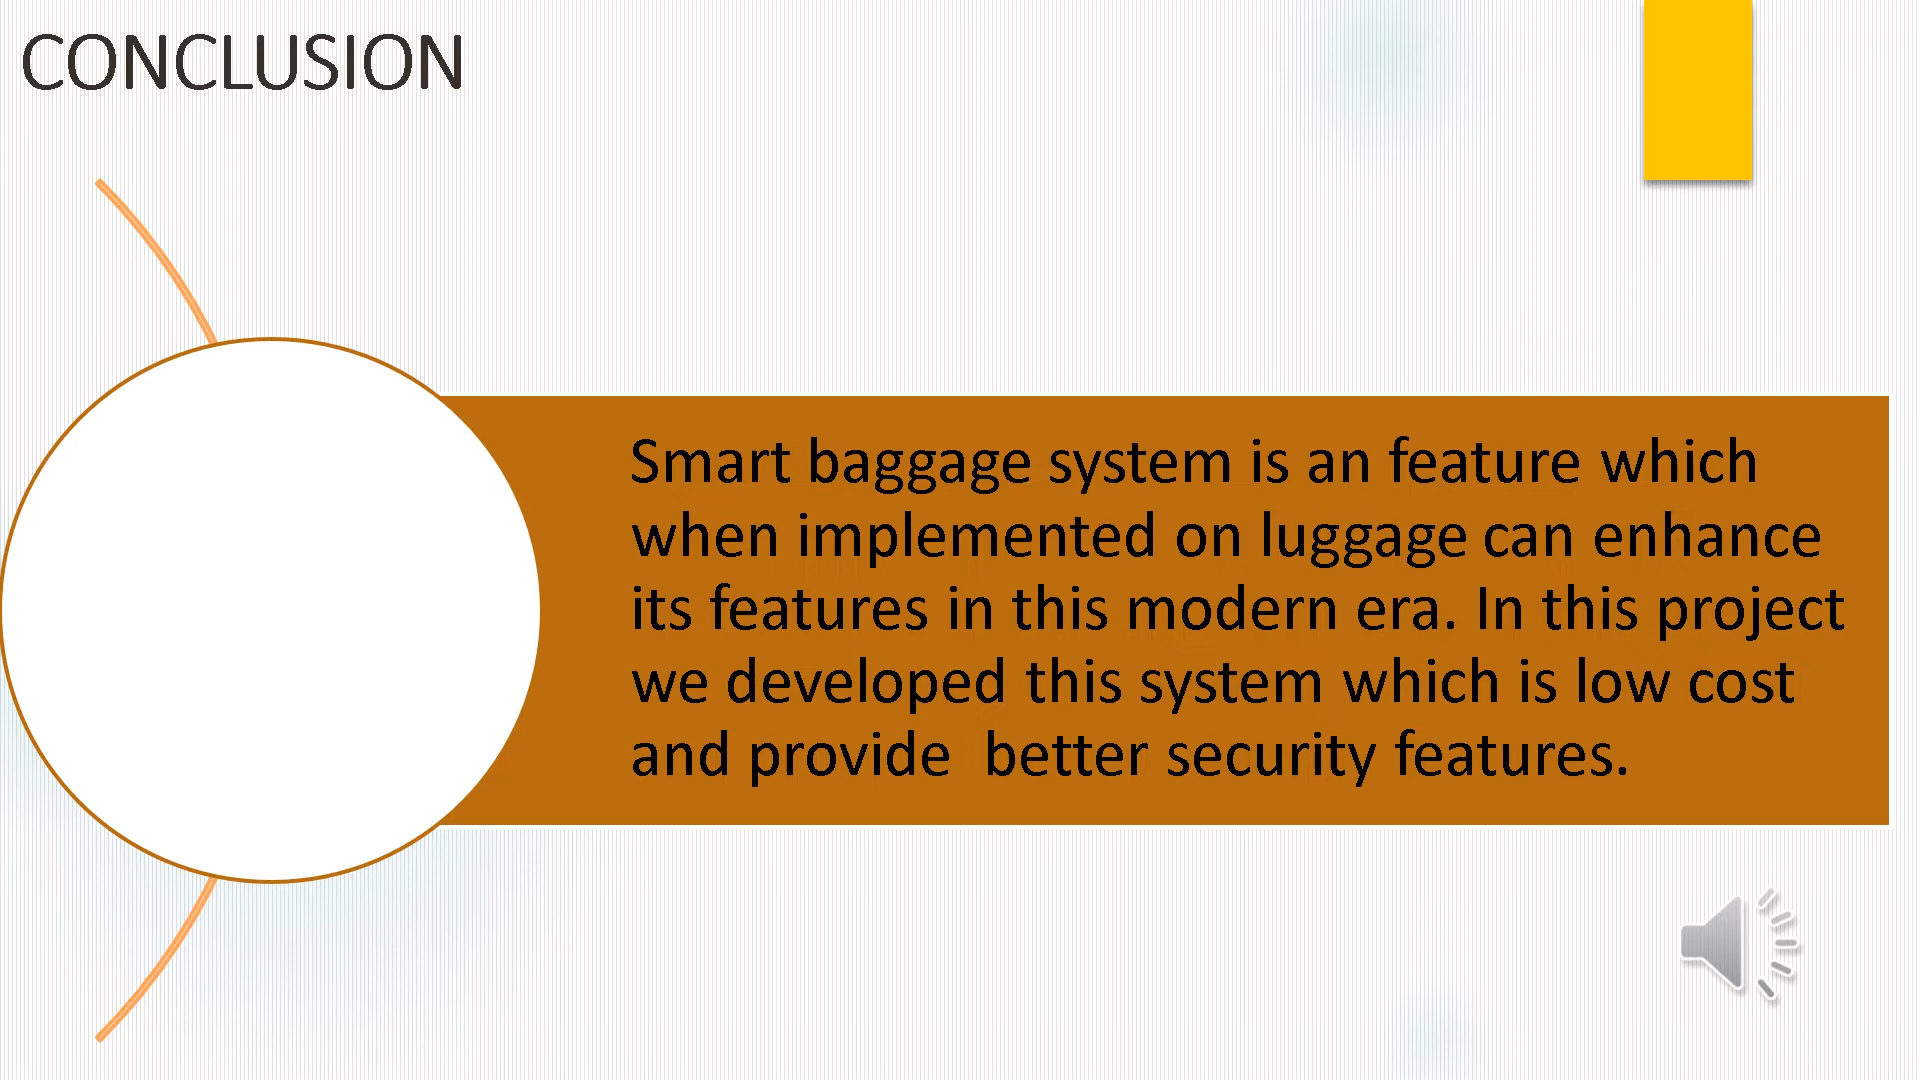 CONCLUSION
Smart baggage system is an feature which
when implemented on luggage can enhance
its features in this modern era. In this project
we developed this system which is low cost
and provide  better security features.